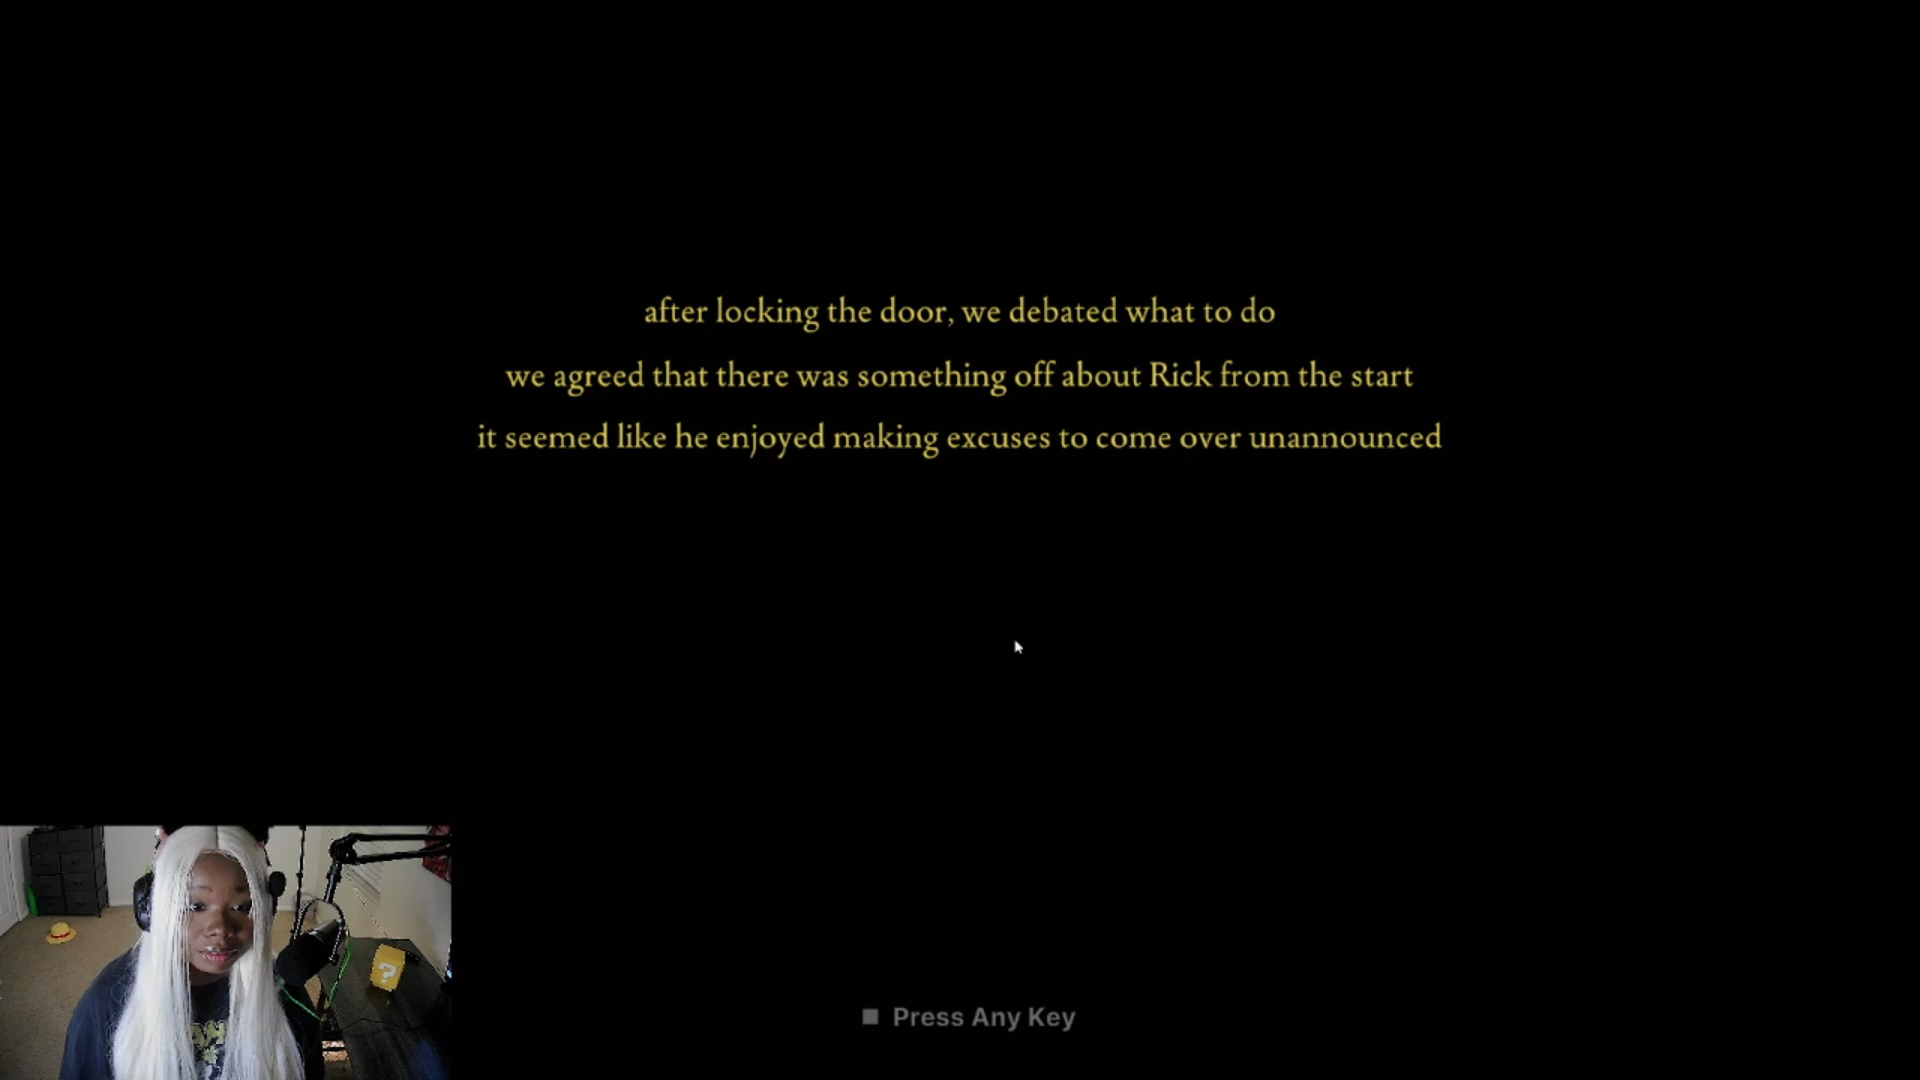 after locking the door, we debated what to do
we agreed that there was something off about Rick from the start
it seemed like he enjoyed making excuses to come over unannounced
?
Press Any Key